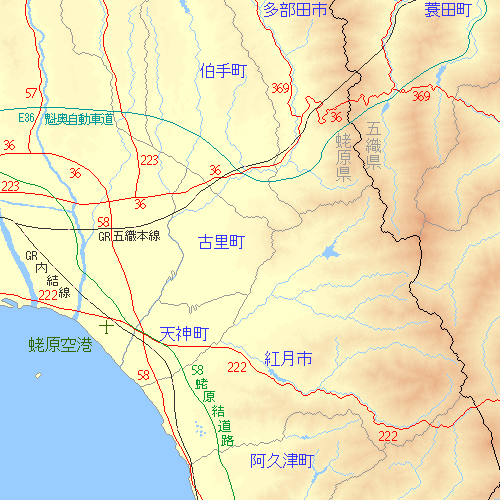 多部田市
蓑田町
伯手町
369
369
57
36
E36
魁奥自動車道
五織県
蛯原県
36
36
223
36
223
36
58
GR五織本線
古里町
GR内結線
222
天神町
蛯原空港
紅月市
222
58
58
蛯原結道路
222
阿久津町